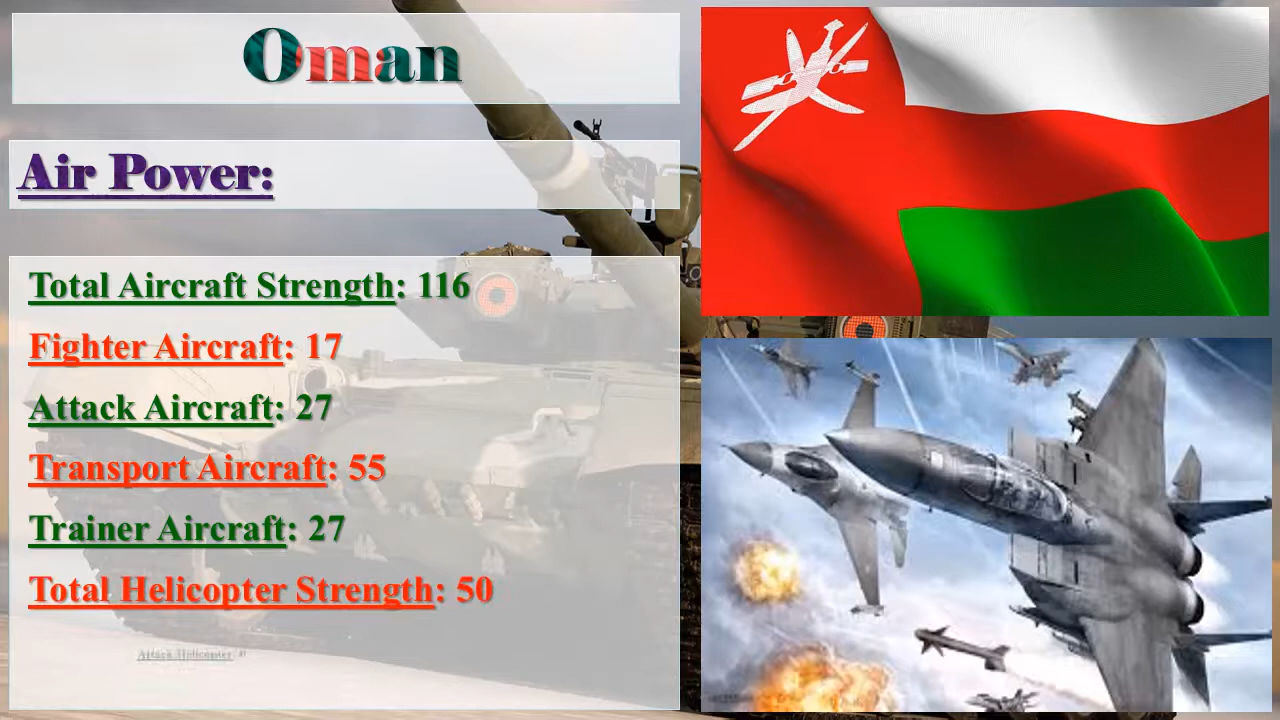 Oman
Air Power:
Total Aircraft Strength: 116
Fighter Aircraft: 17
Attack Aircraft: 27
Transport Aircraft: 55
Trainer Aircraft: 27
Total Helicopter Strength: 50
Attack Helicopter